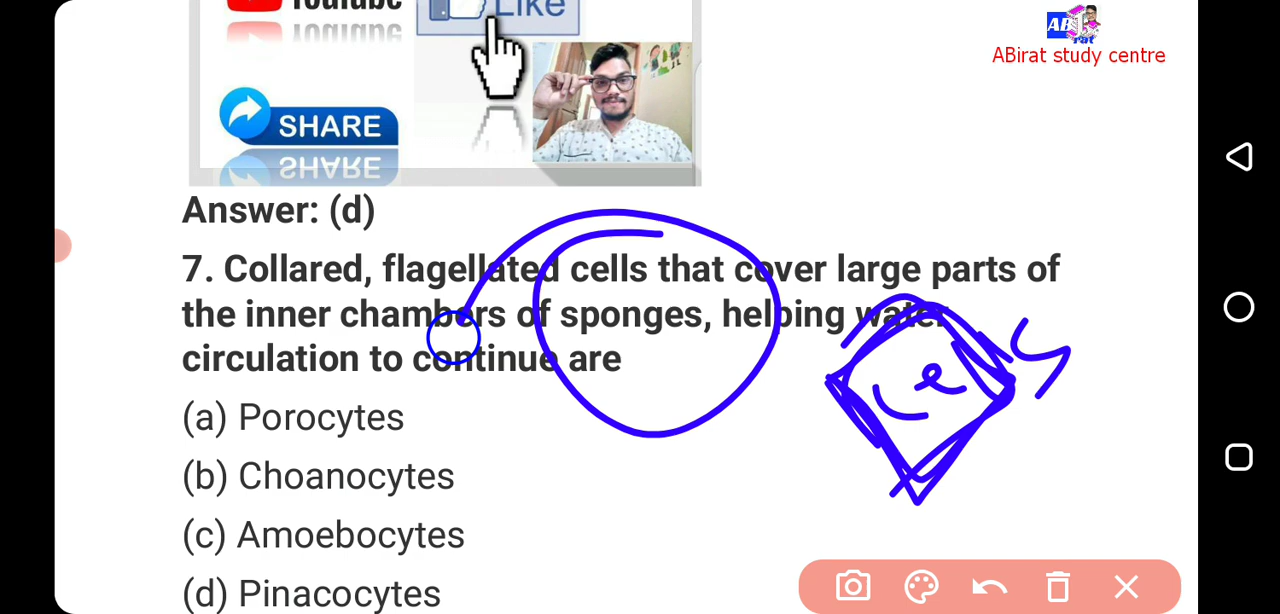 YouTube
Like
SHARE
ABirat
ABirat study centre
Answer: (d)
7. Collared, flagellated cells that cover large parts of
the inner chambers of sponges, helping water
circulation to continue are
(a) Porocytes
(b) Choanocytes
(c) Amoebocytes
(d) Pinacocytes